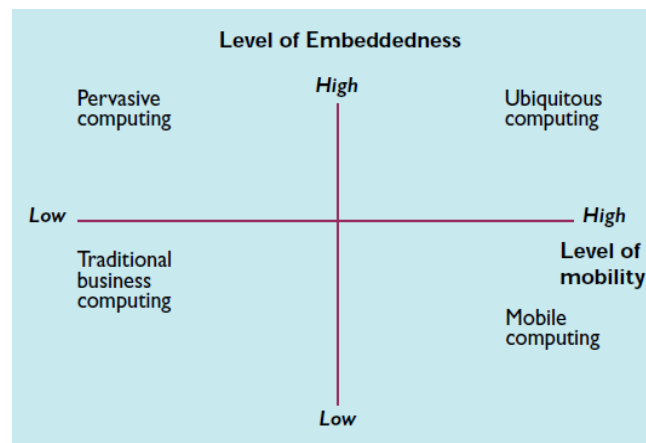 Level of Embeddedness
High
Pervasive
computing
Ubiquitous
computing
Low
High
Level of
mobility
Traditional
business
computing
Mobile
computing
Low